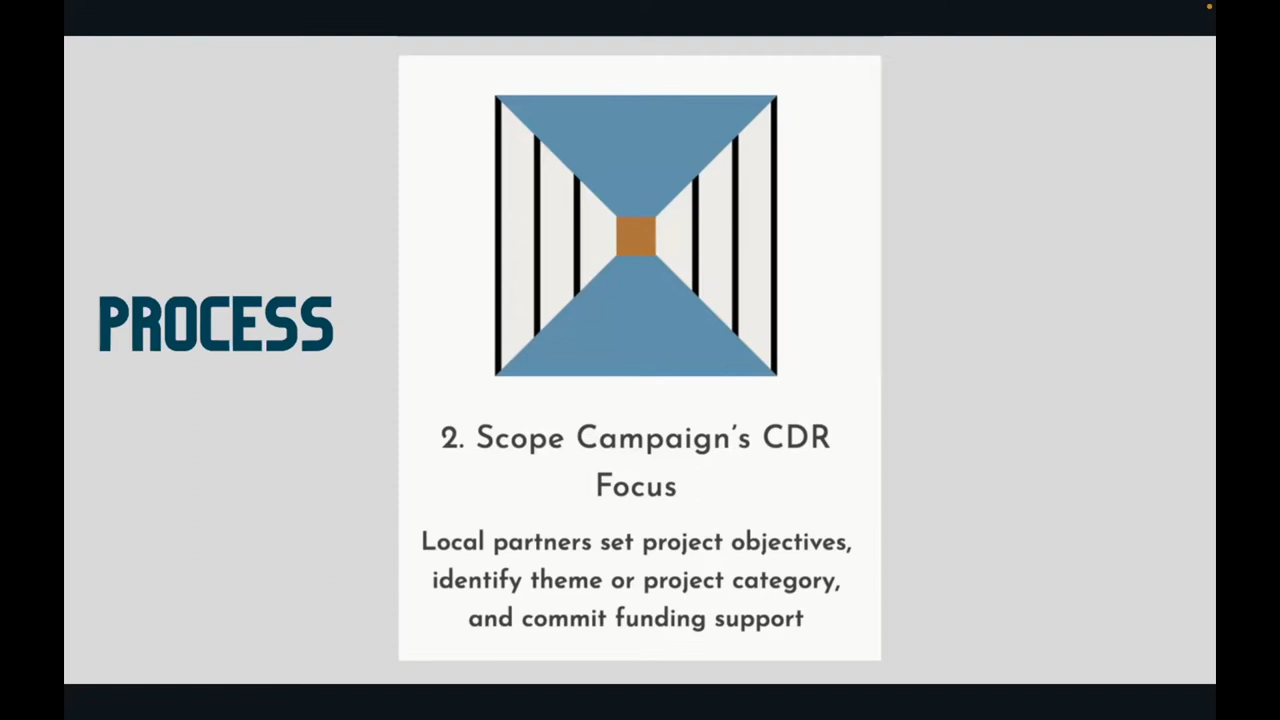 PROCESS
2. Scope Campaign's CDR
Focus
Local partners set project objectives,
identify theme or project category,
and commit funding support